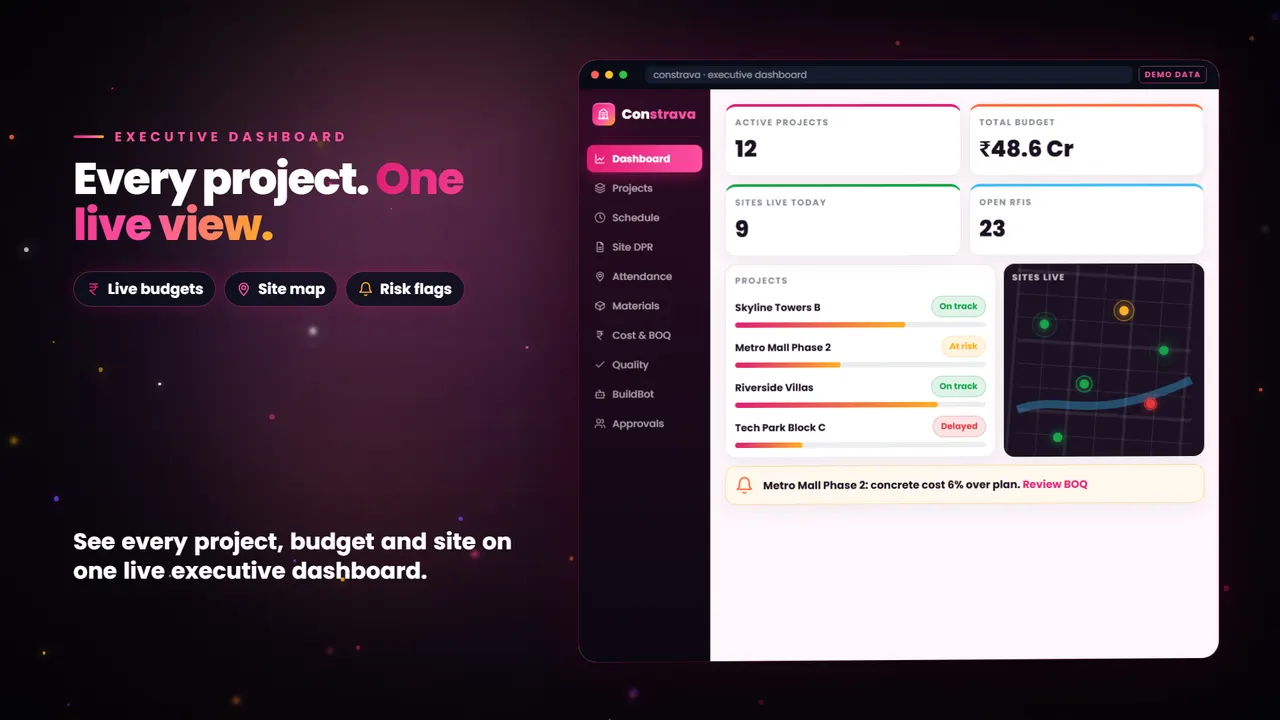 EXECUTIVE DASHBOARD
Every project. One
live view.
Live budgets
Site map
Risk flags
See every project, budget and site on
one live executive dashboard.
constrava · executive dashboard
DEMO DATA
Constrava
Dashboard
Projects
Schedule
Site DPR
Attendance
Materials
Cost & BOQ
Quality
BuildBot
Approvals
ACTIVE PROJECTS
12
TOTAL BUDGET
₹48.6 Cr
SITES LIVE TODAY
9
OPEN RFIS
23
PROJECTS
Skyline Towers B
On track
Metro Mall Phase 2
At risk
Riverside Villas
On track
Tech Park Block C
Delayed
SITES LIVE
Metro Mall Phase 2: concrete cost 6% over plan. Review BOQ